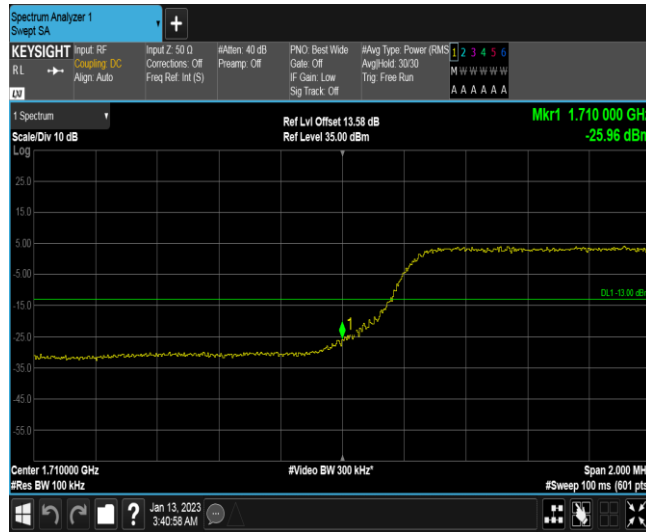 Spectrum Analyzer 1
Swept SA
KEYSIGHT Input: RF Input Z: 50 Ω #Atten: 40 dB PNO: Best Wide #Avg Type: Power (RMS 1 2 3 4 5 6
RL Coupling: DC Corrections: Off Preamp: Off Gate: Off Avg|Hold: 30/30 M W W W W W
Align: Auto Freq Ref: Int (S) IF Gain: Low Trig: Free Run
LXI Sig Track: Off A A A A A A
1 Spectrum Ref Lvl Offset 13.58 dB Mkr1 1.710 000 GHz
Scale/Div 10 dB Ref Level 35.00 dBm -25.96 dBm
Log
25.0
15.0
5.00
-5.00
DL1 -13.00 dBm
-15.0
1
-25.0
-35.0
-45.0
-55.0
Center 1.710000 GHz #Video BW 300 kHz* Span 2.000 MH
#Res BW 100 kHz #Sweep 100 ms (601 pts
? Jan 13, 2023
3:40:58 AM